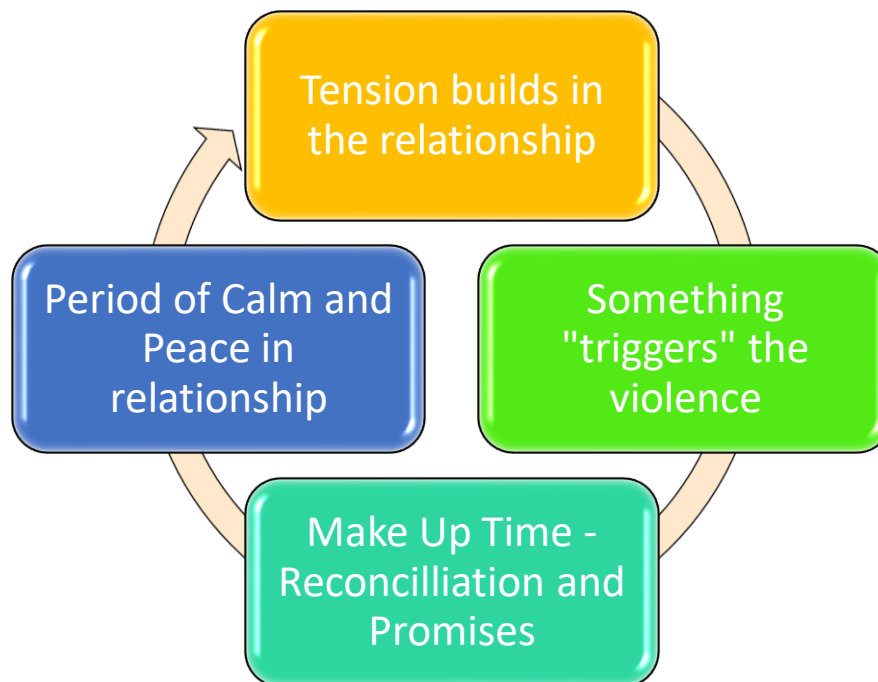 Tension builds in
the relationship
Something
"triggers" the
violence
Make Up Time -
Reconcilliation and
Promises
Period of Calm and
Peace in
relationship